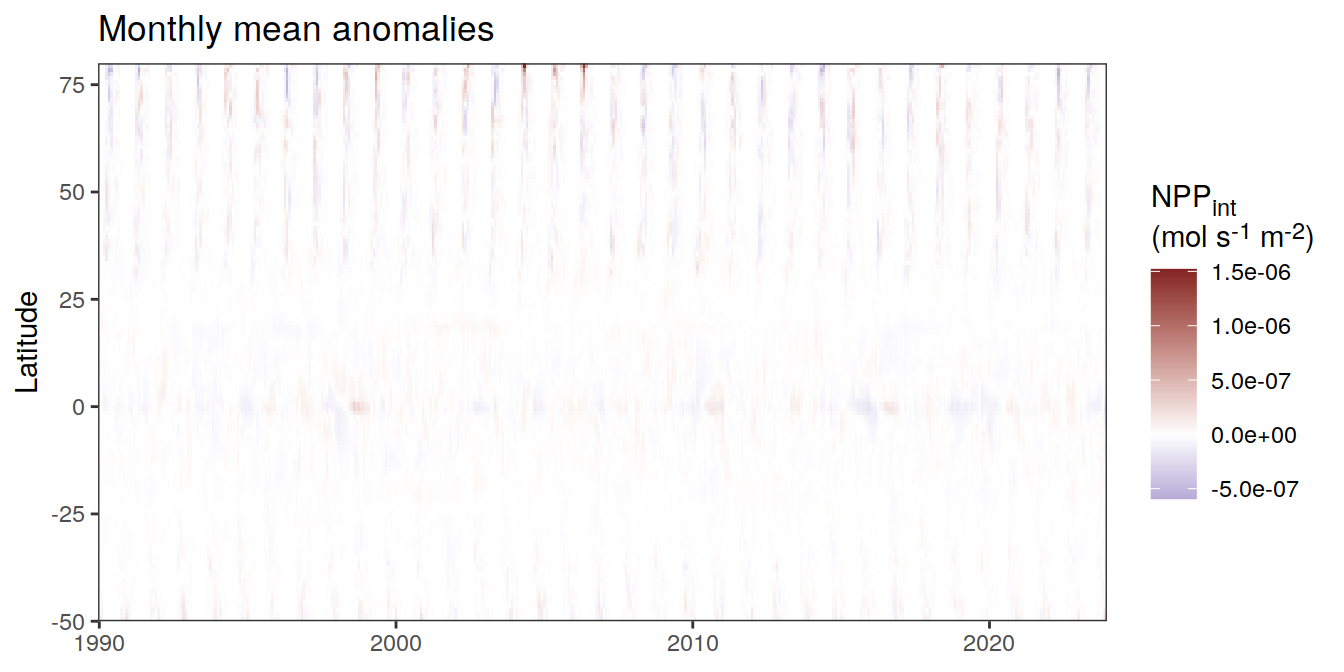 Monthly mean anomalies
Latitude
75
50
25
0
-25
-50
1990
2000
2010
2020
NPPint
(mol s-1 m-2)
1.5e-06
1.0e-06
5.0e-07
0.0e+00
-5.0e-07